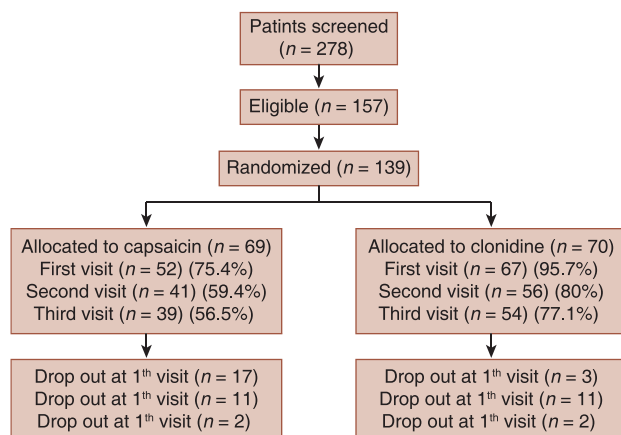 Patints screened
(n = 278)
Eligible (n = 157)
Randomized (n = 139)
Allocated to capsaicin (n = 69)
First visit (n = 52) (75.4%)
Second visit (n = 41) (59.4%)
Third visit (n = 39) (56.5%)
Allocated to clonidine (n = 70)
First visit (n = 67) (95.7%)
Second visit (n = 56) (80%)
Third visit (n = 54) (77.1%)
Drop out at 1th visit (n = 17)
Drop out at 1th visit (n = 11)
Drop out at 1th visit (n = 2)
Drop out at 1th visit (n = 3)
Drop out at 1th visit (n = 11)
Drop out at 1th visit (n = 2)